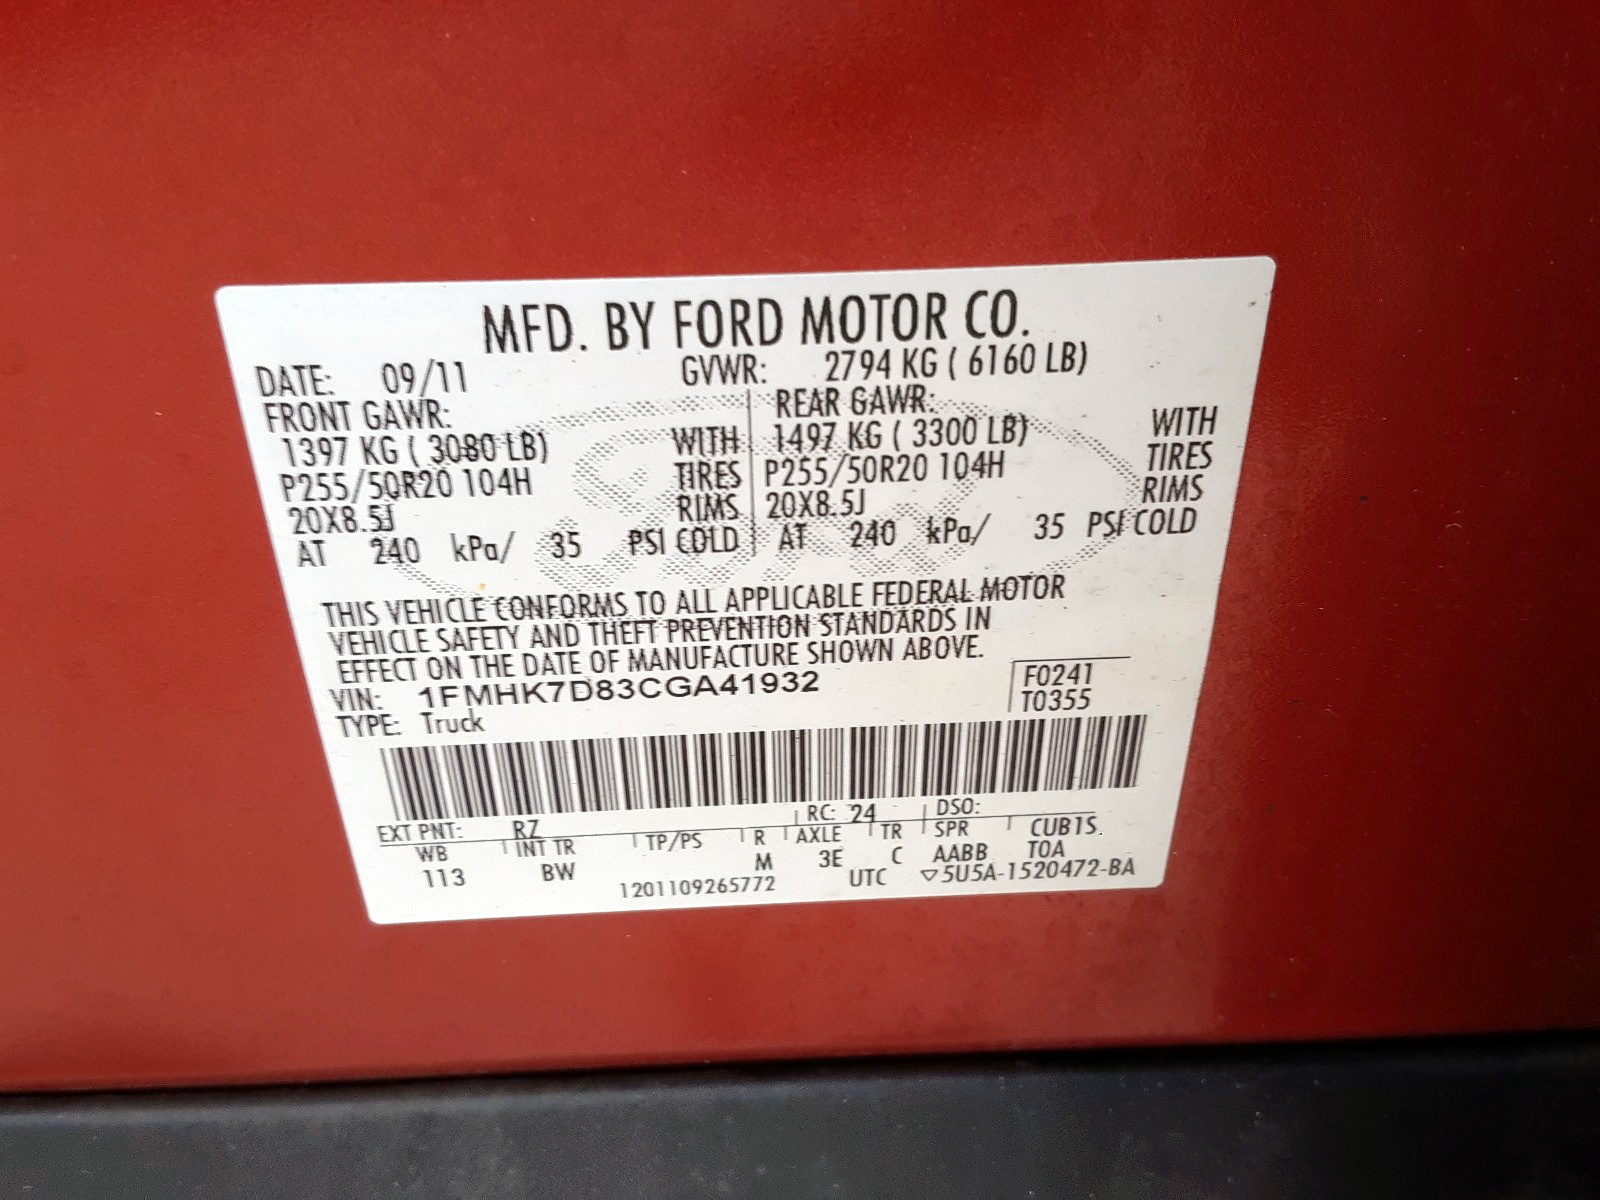 MFD. BY FORD MOTOR CO.
DATE: 09/11 GVWR: 2794 KG ( 6160 LB)
FRONT GAWR: REAR GAWR:
1397 KG ( 3080 LB) WITH 1497 KG ( 3300 LB) WITH
P255/50R20 104H TIRES P255/50R20 104H TIRES
20X8.5J RIMS 20X8.5J RIMS
AT 240 kPa/ 35 PSI COLD AT 240 kPa/ 35 PSI COLD
THIS VEHICLE CONFORMS TO ALL APPLICABLE FEDERAL MOTOR
VEHICLE SAFETY AND THEFT PREVENTION STANDARDS IN
EFFECT ON THE DATE OF MANUFACTURE SHOWN ABOVE.
VIN: 1FMHK7D83CGA41932 F0241
TYPE: Truck T0355
EXT PNT: RZ RC: 24 DSO:
WB INT TR TP/PS R AXLE TR SPR CUB1S.
113 BW M 3E C AABB TOA
1201109265772 UTC ▽5U5A-1520472-BA